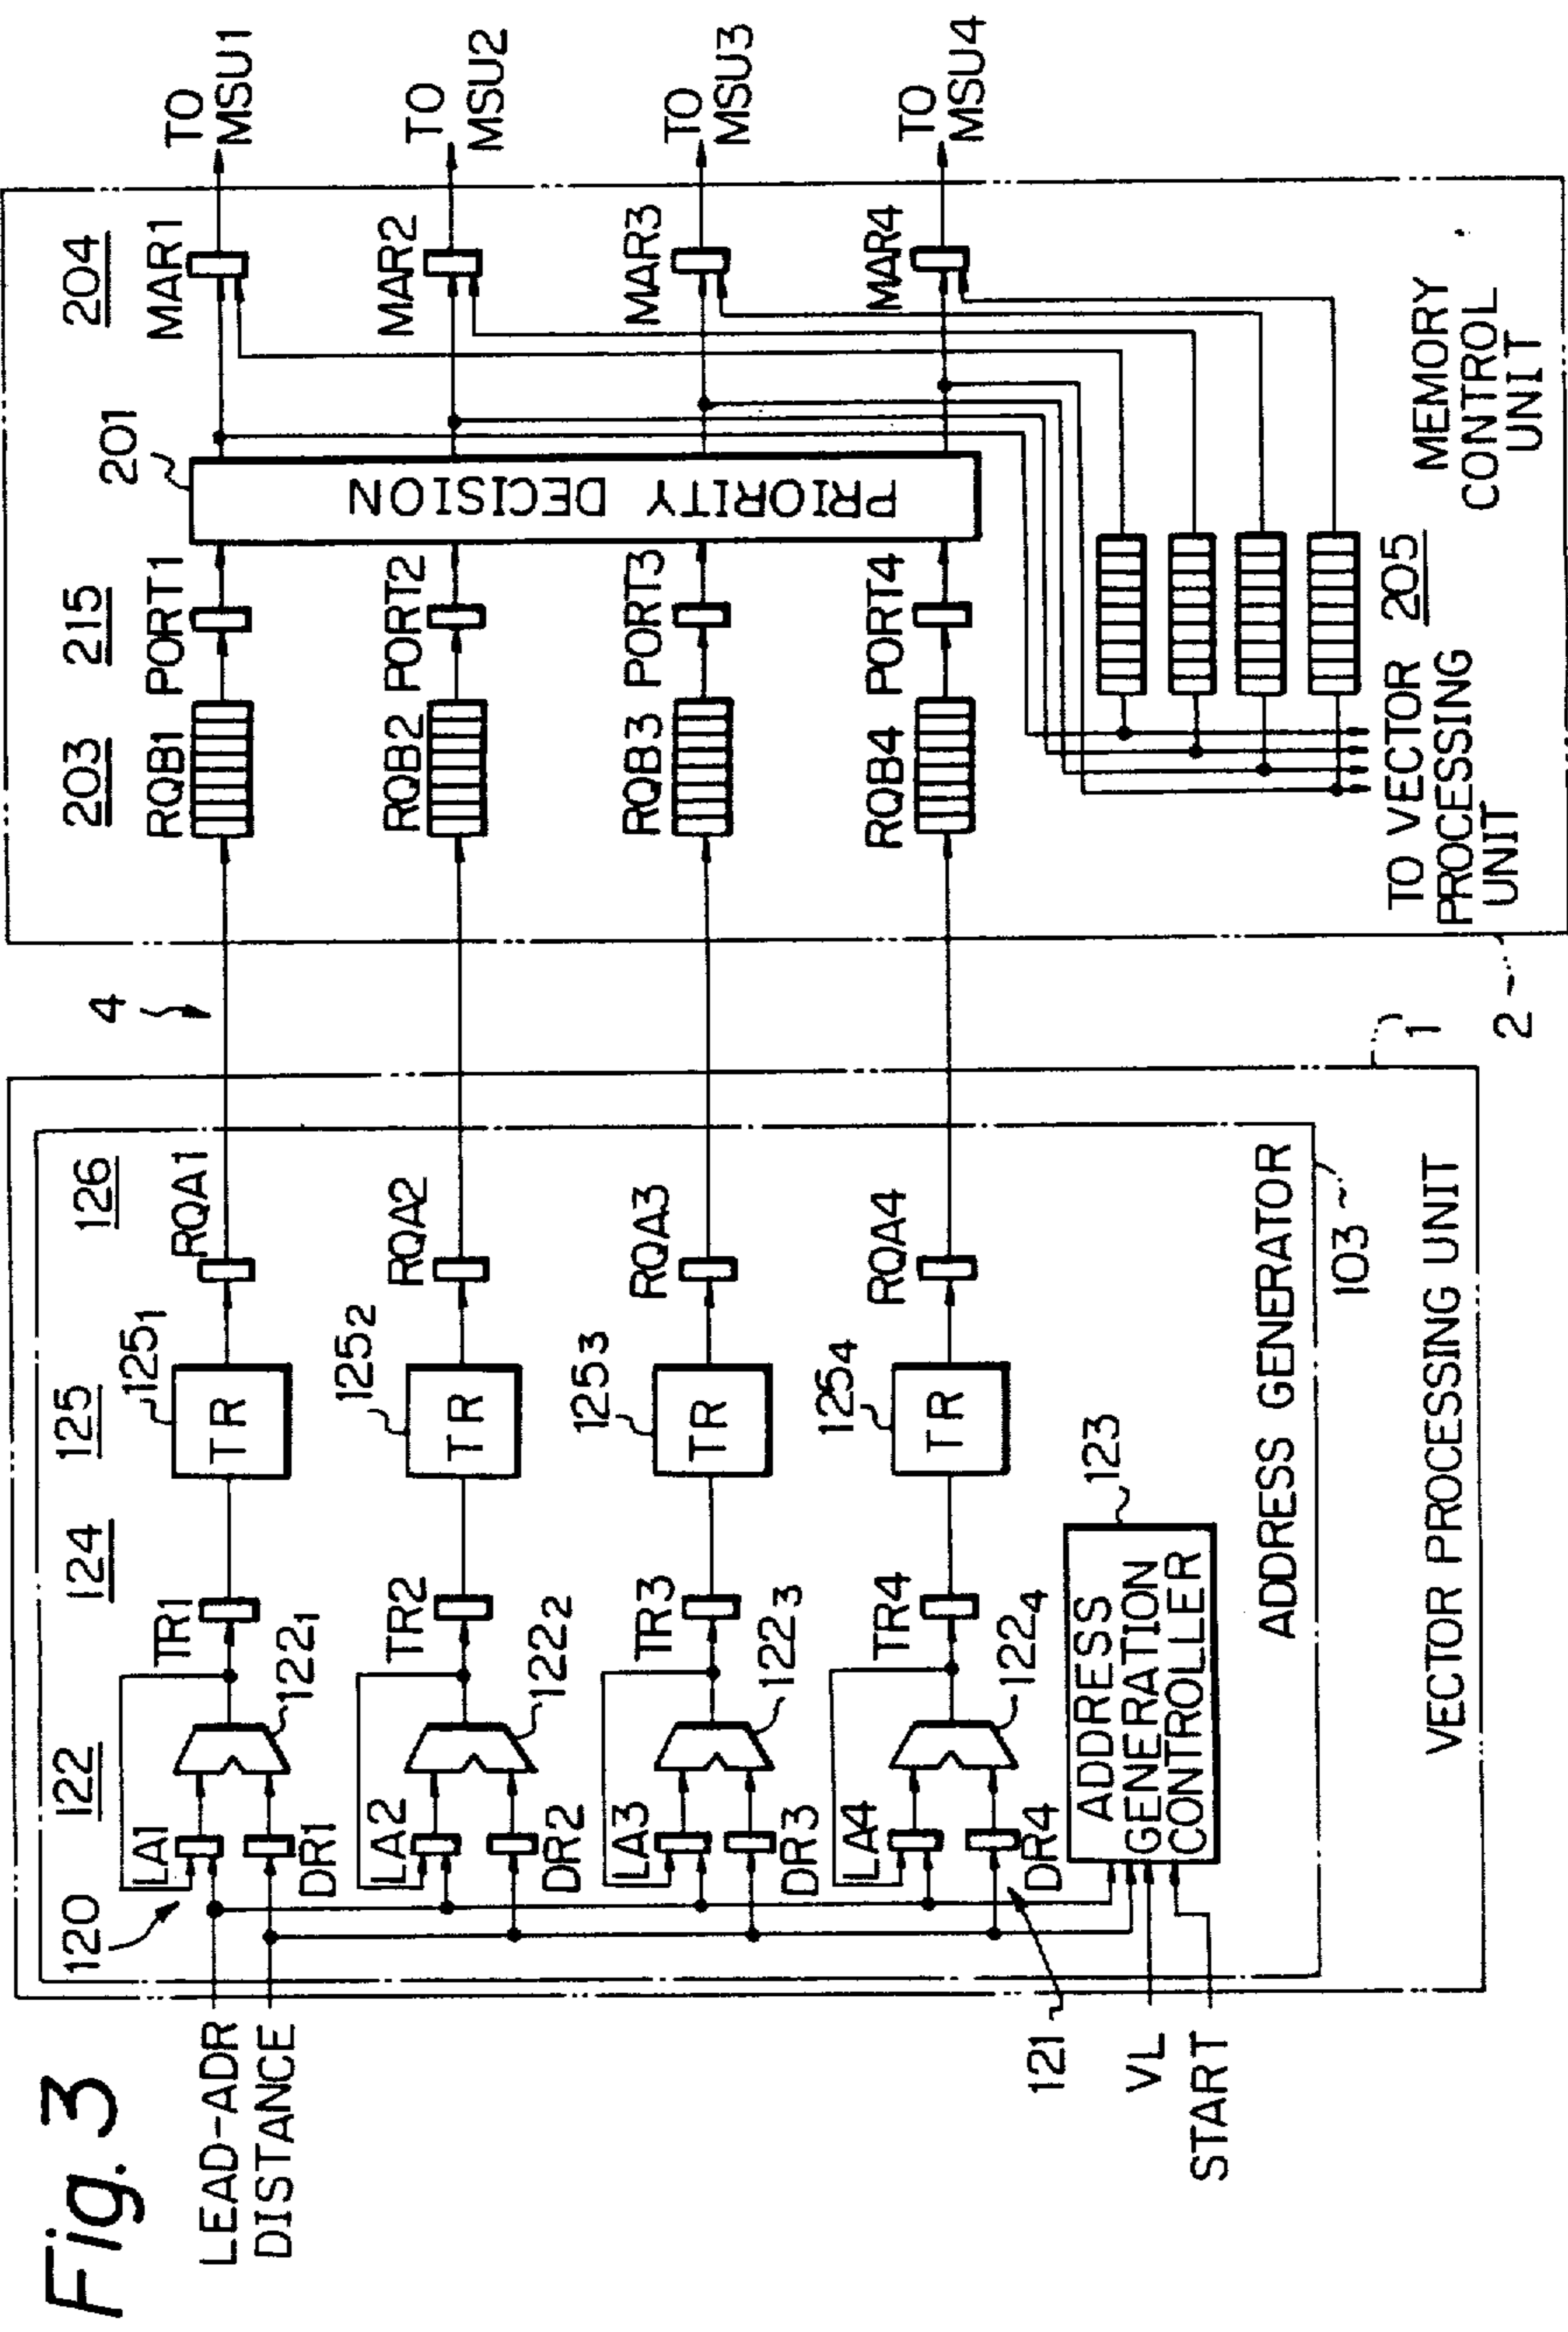 Fig. 3
LEAD-ADR
DISTANCE
120
LA1
DR1
122
122₁
TR1
124
125
125₁
TR
RQA1
126
LA2
DR2
122₂
TR2
125₂
TR
RQA2
LA3
DR3
122₃
TR3
125₃
TR
RQA3
LA4
DR4
122₄
TR4
125₄
TR
RQA4
121
VL
START
ADDRESS
GENERATION
CONTROLLER
123
ADDRESS GENERATOR
103
VECTOR PROCESSING UNIT
1
2
4
203
215
201
204
RQB1
PORT1
MAR1
TO
MSU1
RQB2
PORT2
MAR2
TO
MSU2
RQB3
PORT3
MAR3
TO
MSU3
RQB4
PORT4
MAR4
TO
MSU4
PRIORITY DECISION
205
TO VECTOR
PROCESSING
UNIT
MEMORY
CONTROL
UNIT